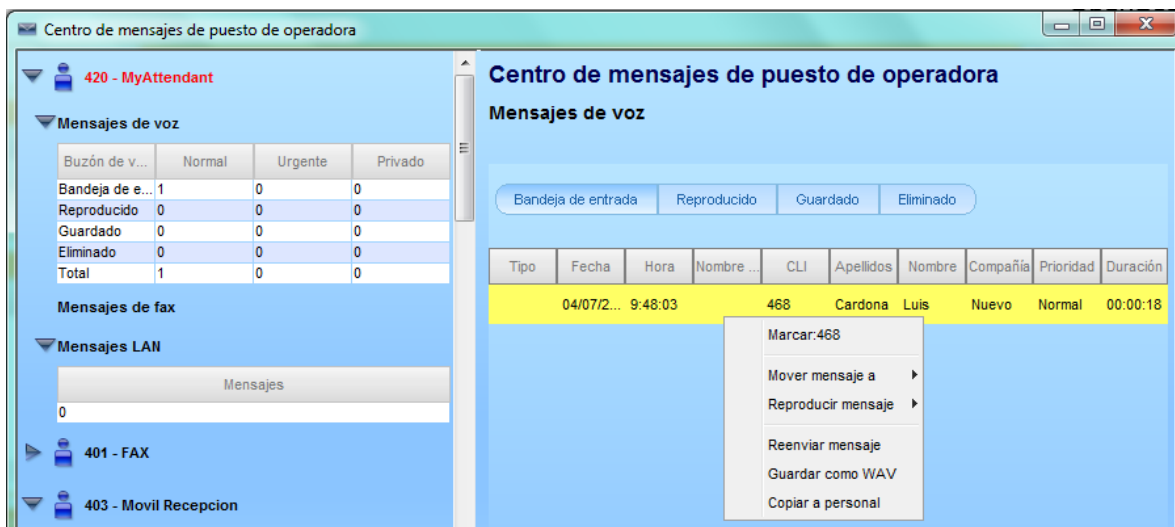 Centro de mensajes de puesto de operadora
420 - MyAttendant
Mensajes de voz
Buzón de v... Normal Urgente Privado
Bandeja de e... 1 0 0
Reproducido 0 0 0
Guardado 0 0 0
Eliminado 0 0 0
Total 1 0 0
Mensajes de fax
Mensajes LAN
Mensajes
0
401 - FAX
403 - Movil Recepcion
Centro de mensajes de puesto de operadora
Mensajes de voz
Bandeja de entrada Reproducido Guardado Eliminado
Tipo Fecha Hora Nombre ... CLI Apellidos Nombre Compañía Prioridad Duración
04/07/2... 9:48:03 468 Cardona Luis Nuevo Normal 00:00:18
Marcar:468
Mover mensaje a
Reproducir mensaje
Reenviar mensaje
Guardar como WAV
Copiar a personal